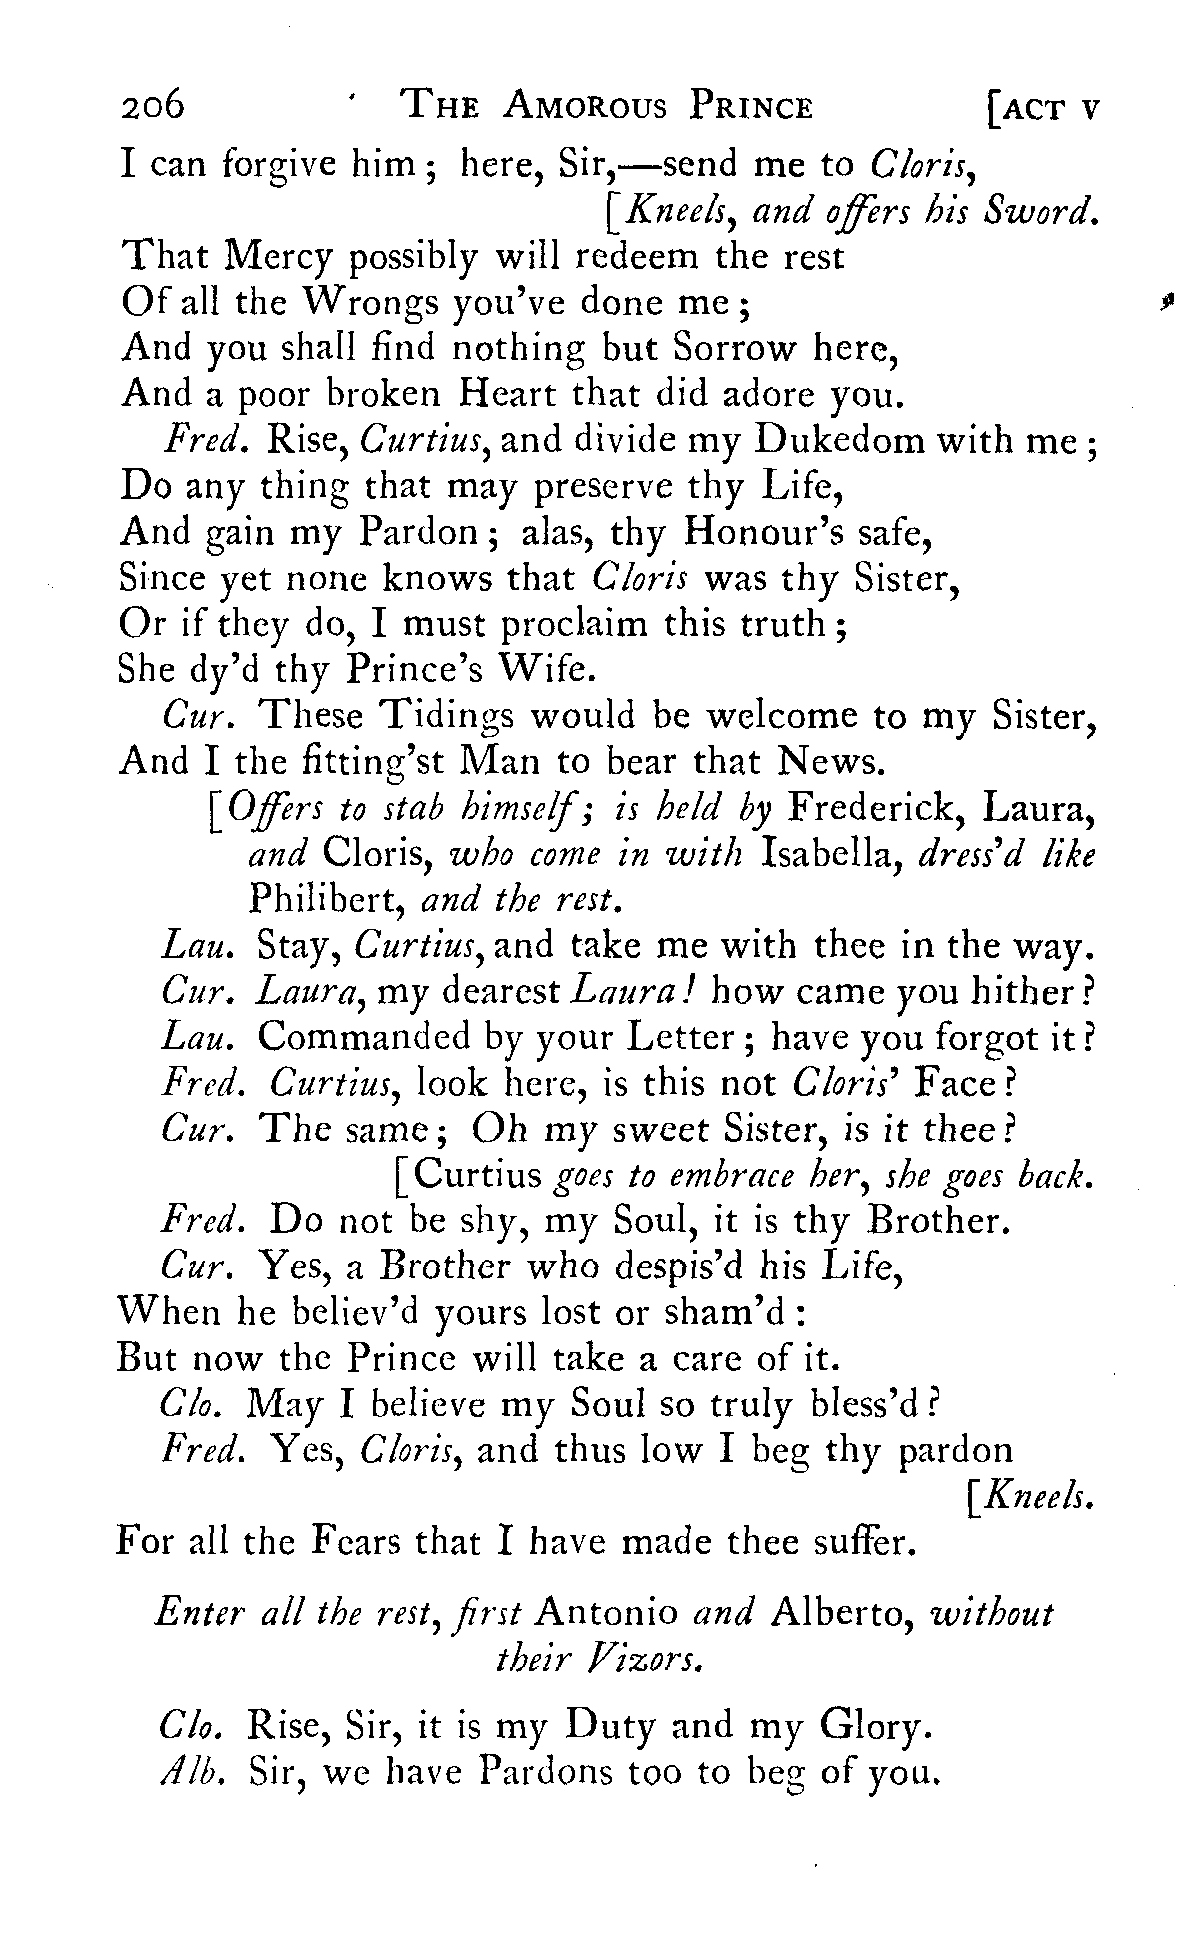 206 THE AMOROUS PRINCE [ACT V
I can forgive him; here, Sir,—send me to Cloris,
[Kneels, and offers his Sword.
That Mercy possibly will redeem the rest
Of all the Wrongs you've done me;
And you shall find nothing but Sorrow here,
And a poor broken Heart that did adore you.
Fred. Rise, Curtius, and divide my Dukedom with me;
Do any thing that may preserve thy Life,
And gain my Pardon; alas, thy Honour's safe,
Since yet none knows that Cloris was thy Sister,
Or if they do, I must proclaim this truth;
She dy'd thy Prince's Wife.
Cur. These Tidings would be welcome to my Sister,
And I the fitting'st Man to bear that News.
[Offers to stab himself; is held by Frederick, Laura,
and Cloris, who come in with Isabella, dress'd like
Philibert, and the rest.
Lau. Stay, Curtius, and take me with thee in the way.
Cur. Laura, my dearest Laura! how came you hither?
Lau. Commanded by your Letter; have you forgot it?
Fred. Curtius, look here, is this not Cloris' Face?
Cur. The same; Oh my sweet Sister, is it thee?
[Curtius goes to embrace her, she goes back.
Fred. Do not be shy, my Soul, it is thy Brother.
Cur. Yes, a Brother who despis'd his Life,
When he believ'd yours lost or sham'd:
But now the Prince will take a care of it.
Clo. May I believe my Soul so truly bless'd?
Fred. Yes, Cloris, and thus low I beg thy pardon
[Kneels.
For all the Fears that I have made thee suffer.
Enter all the rest, first Antonio and Alberto, without
their Vizors.
Clo. Rise, Sir, it is my Duty and my Glory.
Alb. Sir, we have Pardons too to beg of you.